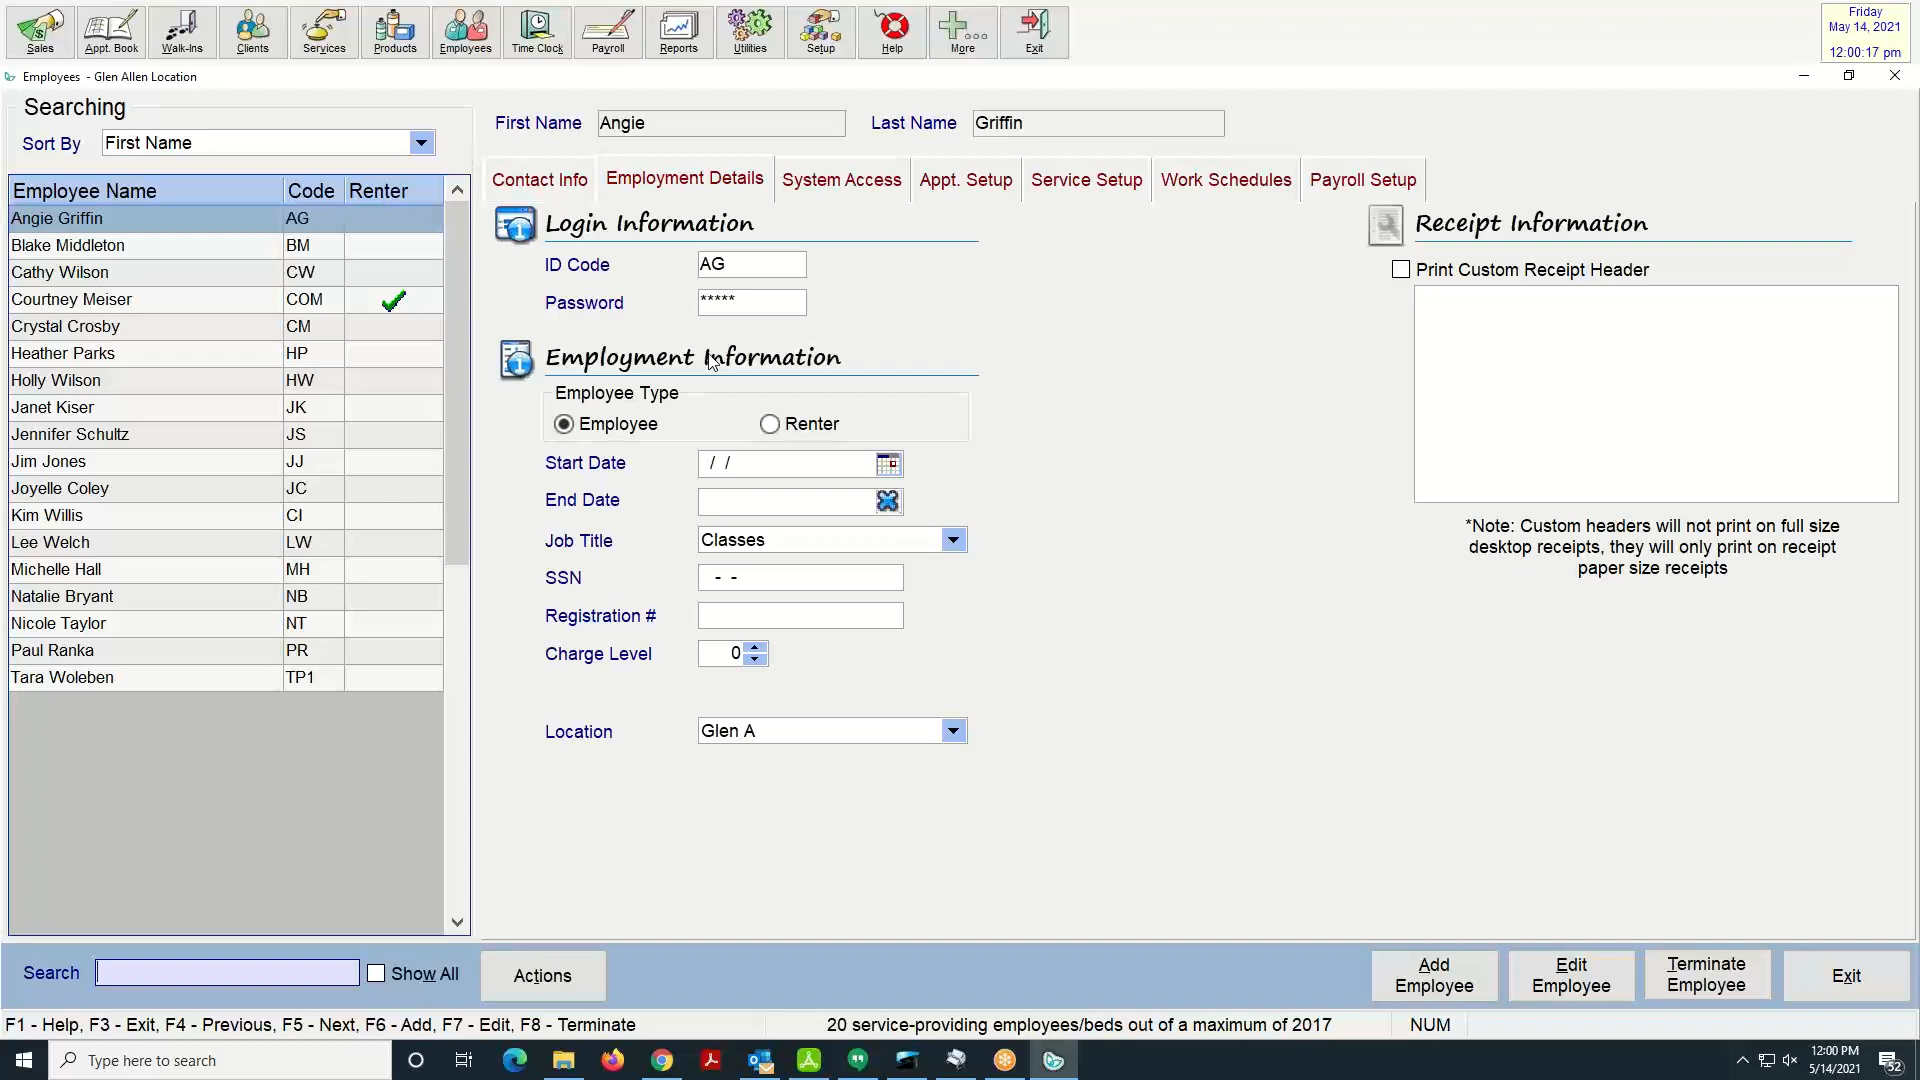 Sales
Appt. Book
Walk-Ins
Clients
Services
Products
Employees
Time Clock
Payroll
Reports
Utilities
Setup
Help
More
Exit
Friday
May 14, 2021
12:00:17 pm
Employees - Glen Allen Location
Searching
Sort By First Name
Employee Name Code Renter
Angie Griffin AG
Blake Middleton BM
Cathy Wilson CW
Courtney Meiser COM
Crystal Crosby CM
Heather Parks HP
Holly Wilson HW
Janet Kiser JK
Jennifer Schultz JS
Jim Jones JJ
Joyelle Coley JC
Kim Willis CI
Lee Welch LW
Michelle Hall MH
Natalie Bryant NB
Nicole Taylor NT
Paul Ranka PR
Tara Woleben TP1
First Name Angie Last Name Griffin
Contact Info Employment Details System Access Appt. Setup Service Setup Work Schedules Payroll Setup
Login Information
ID Code AG
Password *****
Employment Information
Employee Type
Employee Renter
Start Date / /
End Date
Job Title Classes
SSN - -
Registration #
Charge Level 0
Location Glen A
Receipt Information
Print Custom Receipt Header
*Note: Custom headers will not print on full size
desktop receipts, they will only print on receipt
paper size receipts
Search Show All Actions
Add Employee
Edit Employee
Terminate Employee
Exit
F1 - Help, F3 - Exit, F4 - Previous, F5 - Next, F6 - Add, F7 - Edit, F8 - Terminate
20 service-providing employees/beds out of a maximum of 2017
NUM
Type here to search
12:00 PM
5/14/2021
52